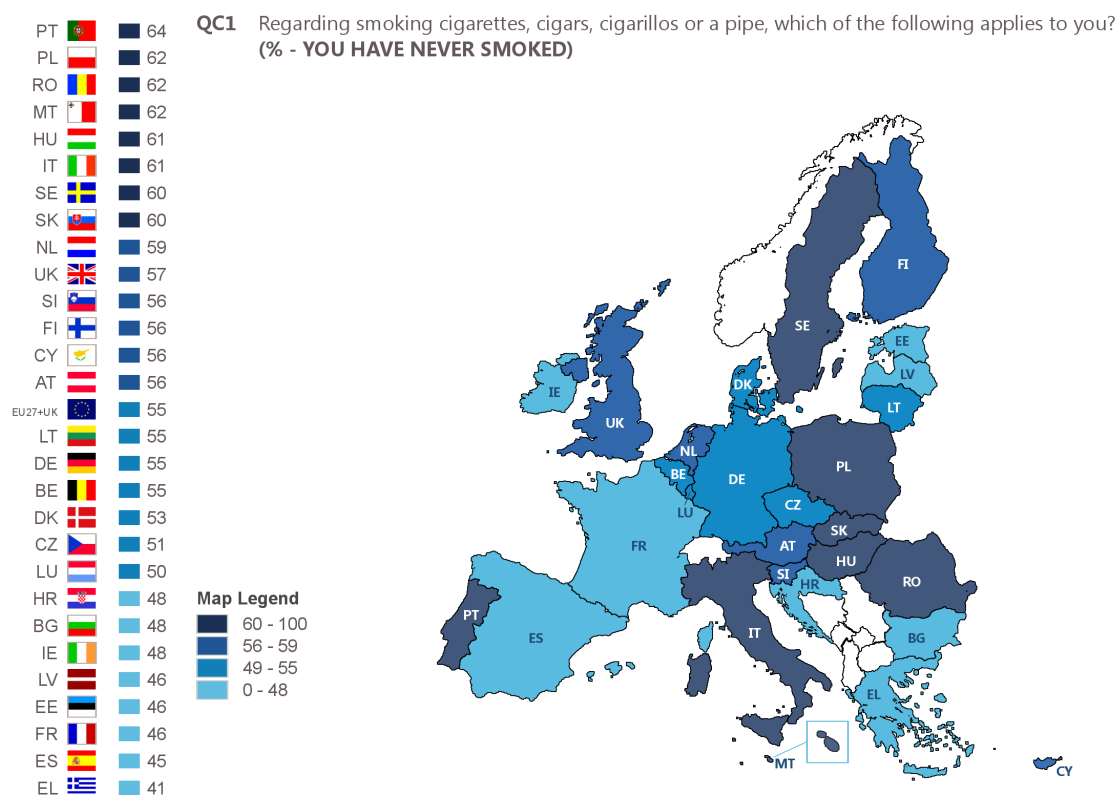 QC1 Regarding smoking cigarettes, cigars, cigarillos or a pipe, which of the following applies to you?
(% - YOU HAVE NEVER SMOKED)
PT 64
PL 62
RO 62
MT 62
HU 61
IT 61
SE 60
SK 60
NL 59
UK 57
SI 56
FI 56
CY 56
AT 56
EU27+UK 55
LT 55
DE 55
BE 55
DK 53
CZ 51
LU 50
HR 48
BG 48
IE 48
LV 46
EE 46
FR 46
ES 45
EL 41
Map Legend
60 - 100
56 - 59
49 - 55
0 - 48
FI
SE
EE
LV
LT
DK
IE
UK
NL
BE
DE
PL
LU
CZ
SK
FR
AT
HU
SI
HR
RO
PT
ES
IT
BG
EL
MT
CY